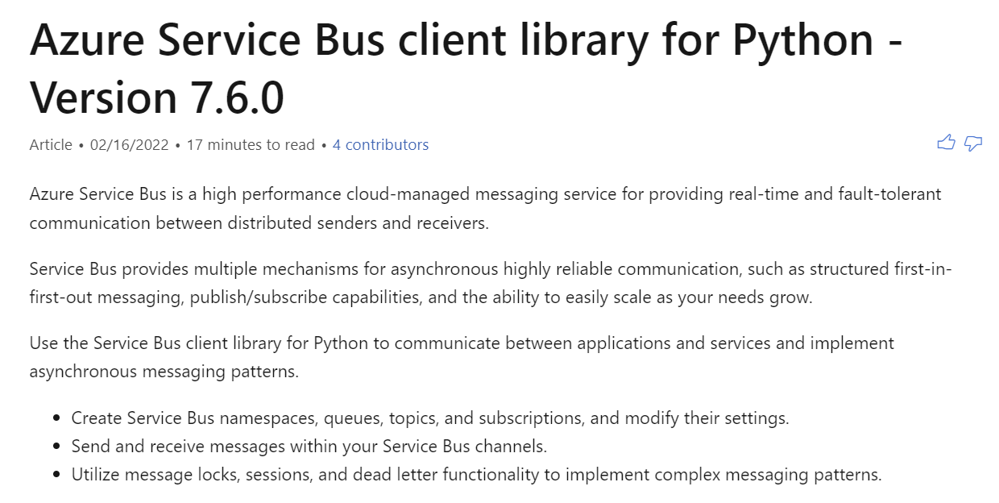 Azure Service Bus client library for Python -
Version 7.6.0
Article • 02/16/2022 • 17 minutes to read • 4 contributors
Azure Service Bus is a high performance cloud-managed messaging service for providing real-time and fault-tolerant
communication between distributed senders and receivers.
Service Bus provides multiple mechanisms for asynchronous highly reliable communication, such as structured first-in-
first-out messaging, publish/subscribe capabilities, and the ability to easily scale as your needs grow.
Use the Service Bus client library for Python to communicate between applications and services and implement
asynchronous messaging patterns.
• Create Service Bus namespaces, queues, topics, and subscriptions, and modify their settings.
• Send and receive messages within your Service Bus channels.
• Utilize message locks, sessions, and dead letter functionality to implement complex messaging patterns.